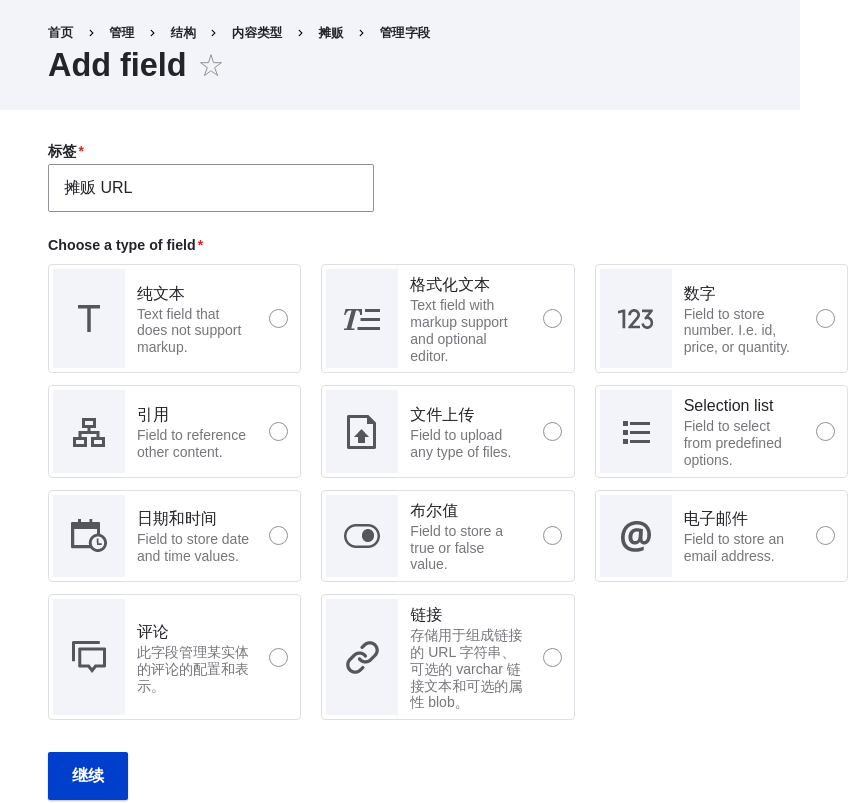 首页 › 管理 › 结构 › 内容类型 › 摊贩 › 管理字段
Add field ☆
标签*
摊贩 URL
Choose a type of field*
纯文本
Text field that
does not support
markup.
格式化文本
Text field with
markup support
and optional
editor.
数字
Field to store
number. I.e. id,
price, or quantity.
引用
Field to reference
other content.
文件上传
Field to upload
any type of files.
Selection list
Field to select
from predefined
options.
日期和时间
Field to store date
and time values.
布尔值
Field to store a
true or false
value.
电子邮件
Field to store an
email address.
评论
此字段管理某实体
的评论的配置和表
示。
链接
存储用于组成链接
的 URL 字符串、
可选的 varchar 链
接文本和可选的属
性 blob。
继续